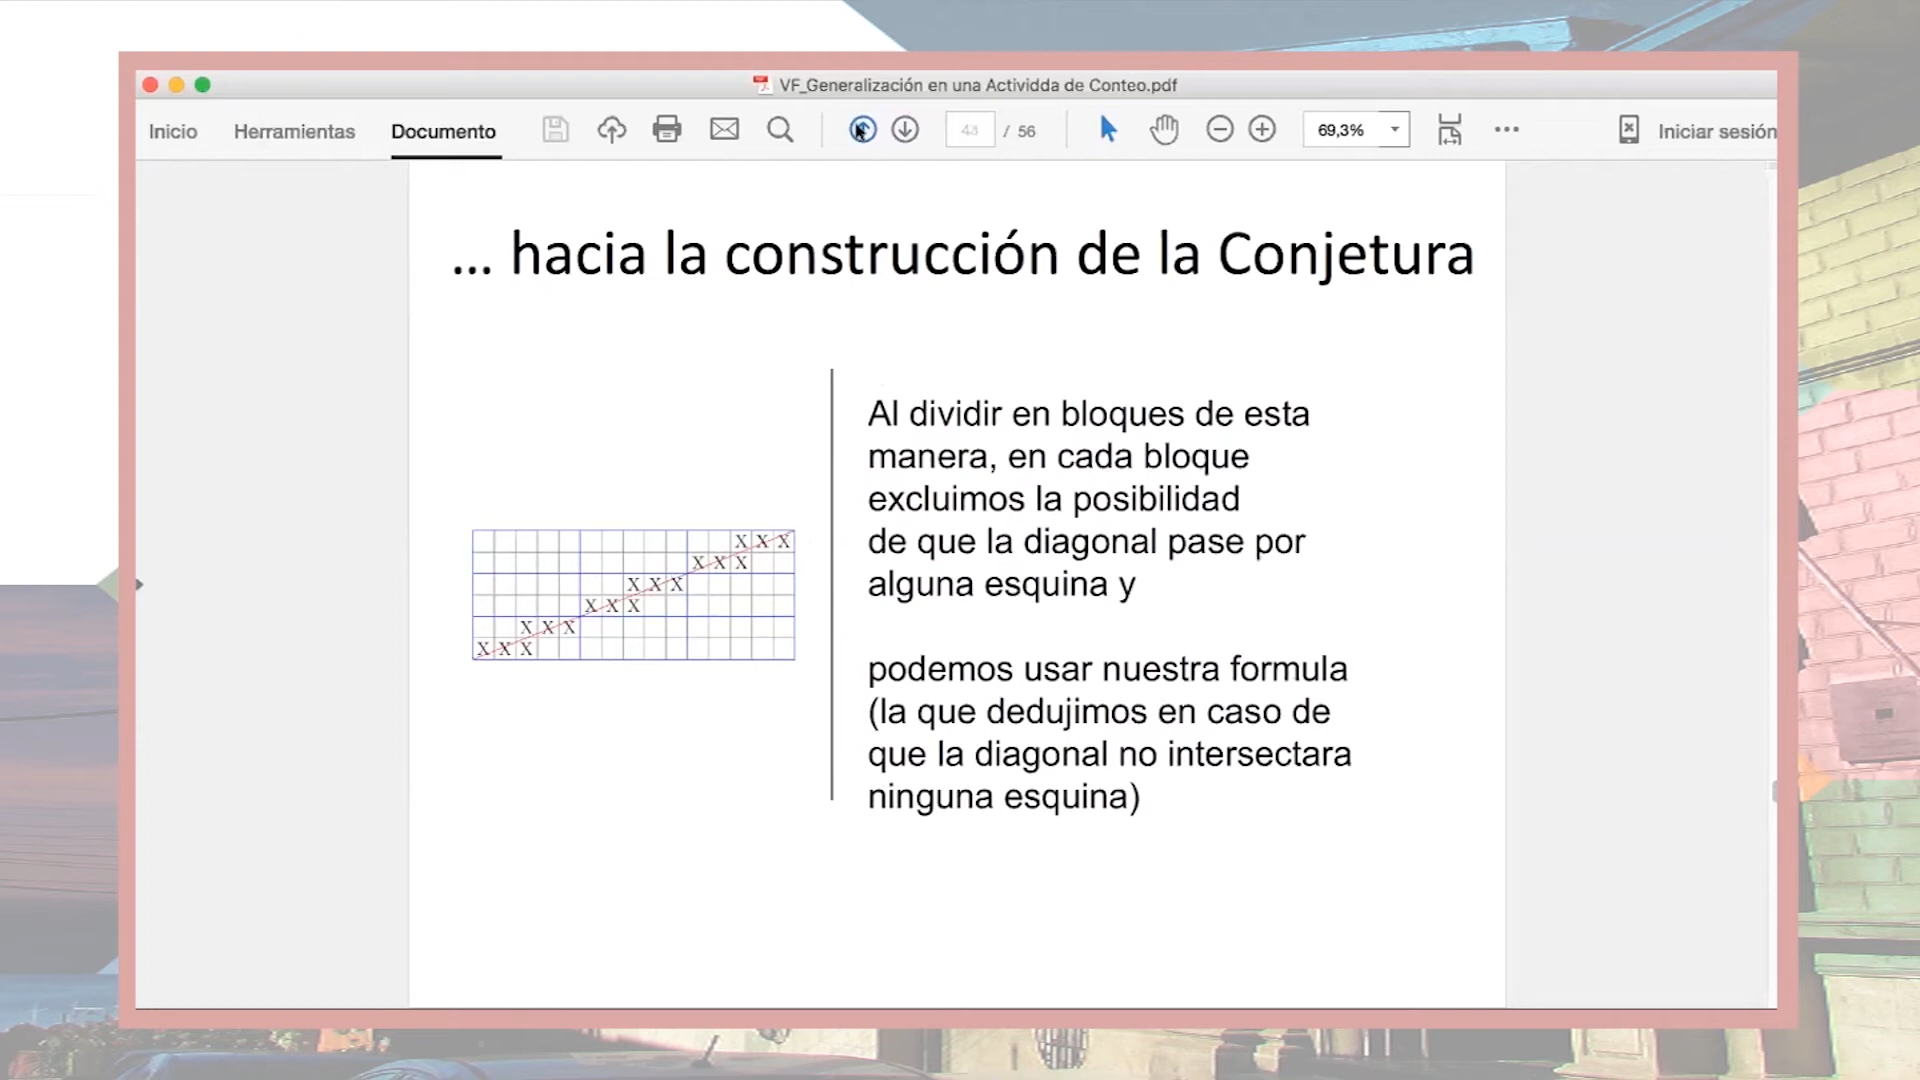 VF_Generalización en una Actividda de Conteo.pdf
Inicio Herramientas Documento 43 / 56 69,3% Iniciar sesión
... hacia la construcción de la Conjetura
Al dividir en bloques de esta
manera, en cada bloque
excluimos la posibilidad
de que la diagonal pase por
alguna esquina y
podemos usar nuestra formula
(la que dedujimos en caso de
que la diagonal no intersectara
ninguna esquina)
X X X
X X X
X X X
X X X
X X X
X X X